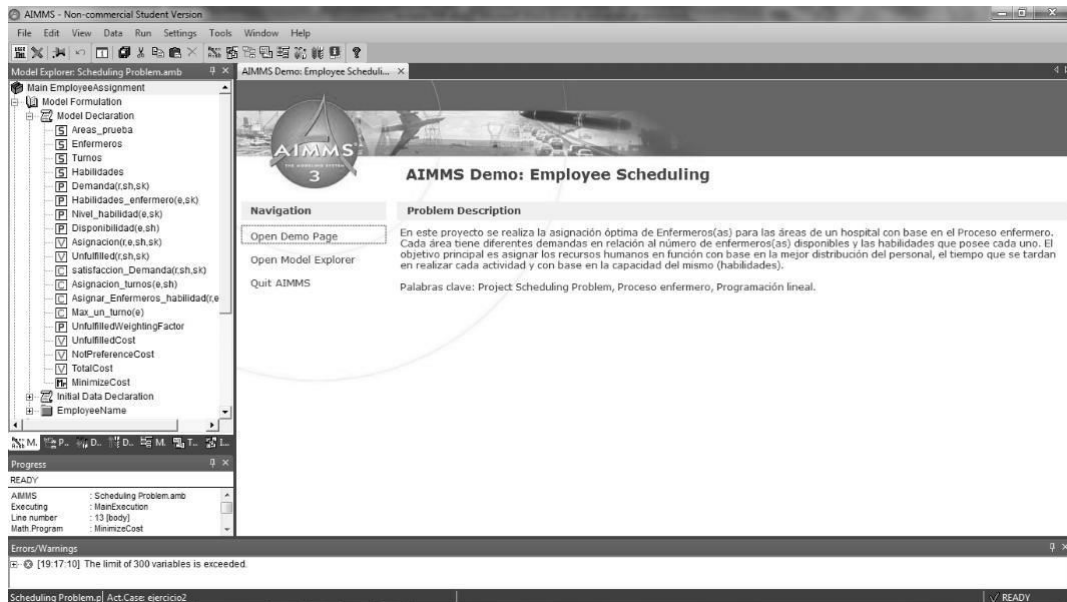 AIMMS - Non-commercial Student Version
File Edit View Data Run Settings Tools Window Help
Model Explorer: Scheduling Problem.amb
Main EmployeeAssignment
Model Formulation
Model Declaration
S Areas_prueba
S Enfermeros
S Turnos
S Habilidades
P Demanda(r,sh,sk)
P Habilidades_enfermero(e,sk)
P Nivel_habilidad(e,sk)
P Disponibilidad(e,sh)
V Asignacion(r,e,sh,sk)
V Unfulfilled(r,sh,sk)
C satisfaccion_Demanda(r,sh,sk)
C Asignacion_turnos(e,sh)
C Asignar_Enfermeros_habilidad(r,e
C Max_un_turno(e)
P UnfulfilledWeightingFactor
V UnfulfilledCost
V NotPreferenceCost
V TotalCost
MinimizeCost
Initial Data Declaration
EmployeeName
M. P.. D.. D.. M. T.. L..
Progress
READY
AIMMS : Scheduling Problem.amb
Executing : MainExecution
Line number : 13 [body]
Math.Program : MinimizeCost
AIMMS Demo: Employee Scheduli...
AIMMS
3
AIMMS Demo: Employee Scheduling
Navigation
Open Demo Page
Open Model Explorer
Quit AIMMS
Problem Description
En este proyecto se realiza la asignación óptima de Enfermeros(as) para las áreas de un hospital con base en el Proceso enfermero.
Cada área tiene diferentes demandas en relación al número de enfermeros(as) disponibles y las habilidades que posee cada uno. El
objetivo principal es asignar los recursos humanos en función con base en la mejor distribución del personal, el tiempo que se tardan
en realizar cada actividad y con base en la capacidad del mismo (habilidades).
Palabras clave: Project Scheduling Problem, Proceso enfermero, Programación lineal.
Errors/Warnings
[19:17:10] The limit of 300 variables is exceeded.
Scheduling Problem.p Act.Case: ejercicio2
READY